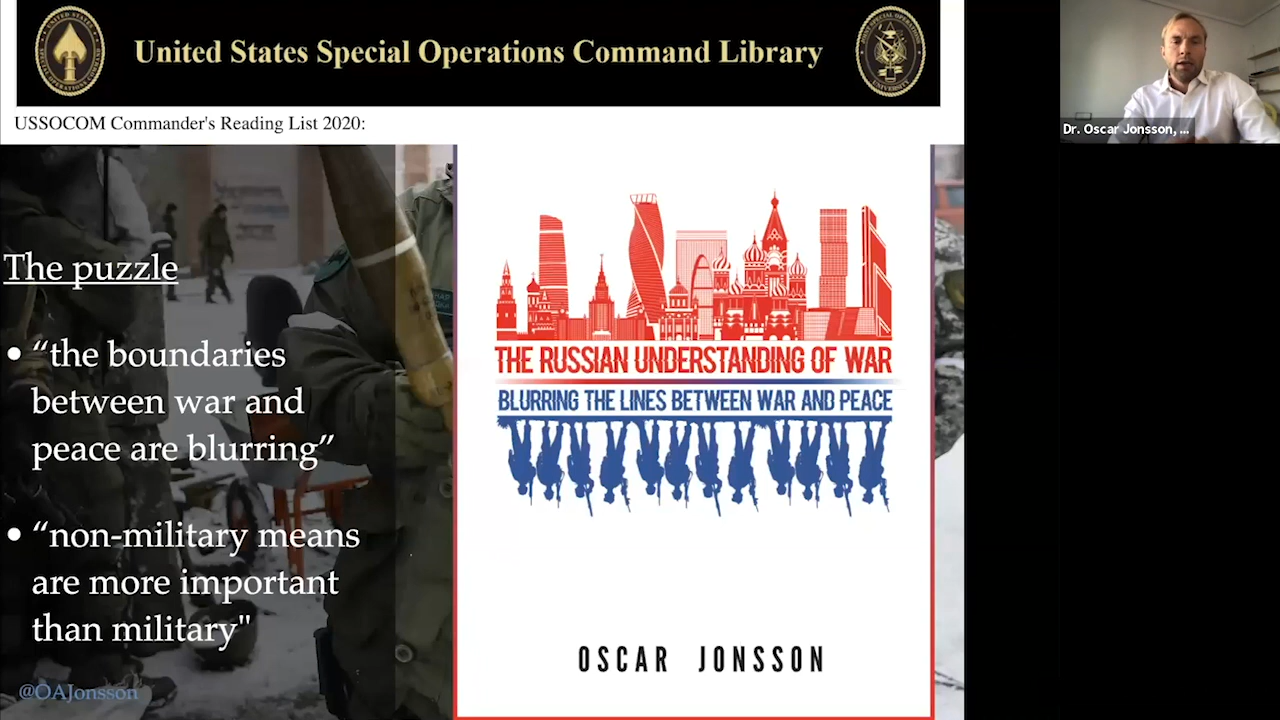 United States Special Operations Command Library
USSOCOM Commander's Reading List 2020:
Dr. Oscar Jonsson, ...
The puzzle
• “the boundaries
between war and
peace are blurring”
• “non-military means
are more important
than military"
@OAJonsson
THE RUSSIAN UNDERSTANDING OF WAR
BLURRING THE LINES BETWEEN WAR AND PEACE
OSCAR JONSSON